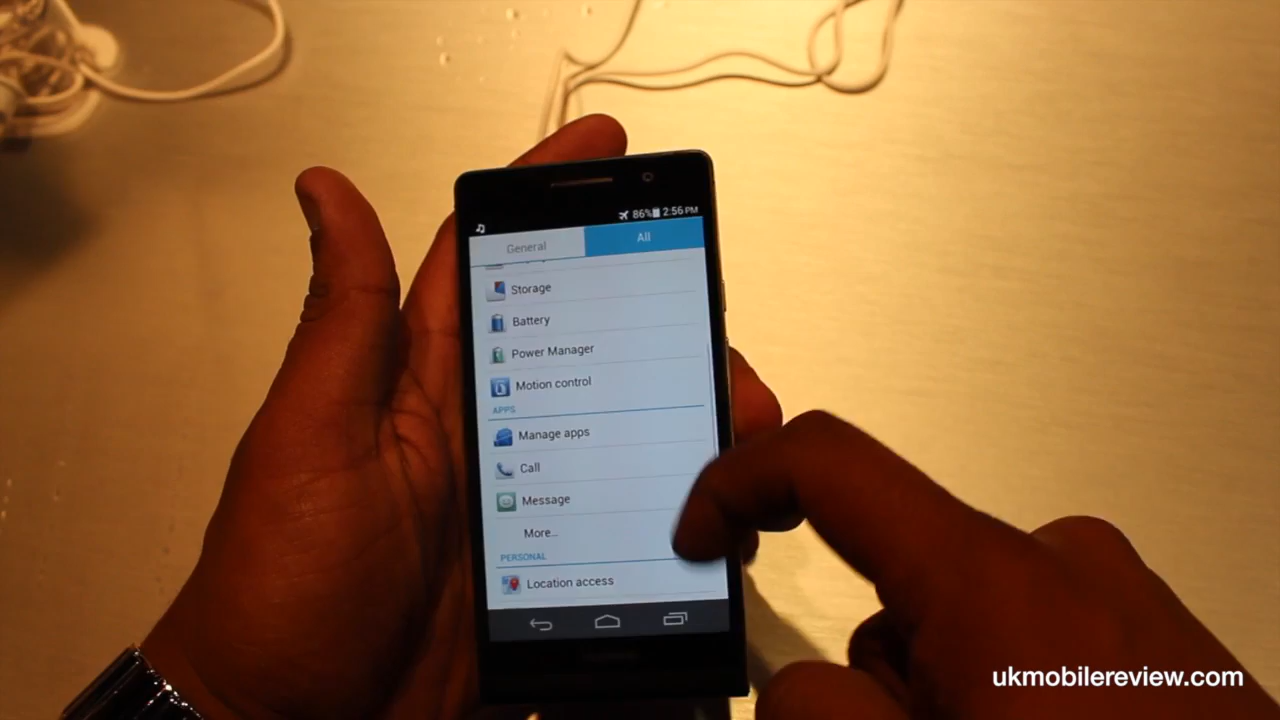 86% 2:56 PM
General All
Storage
Battery
Power Manager
Motion control
APPS
Manage apps
Call
Message
More...
PERSONAL
Location access
ukmobilereview.com